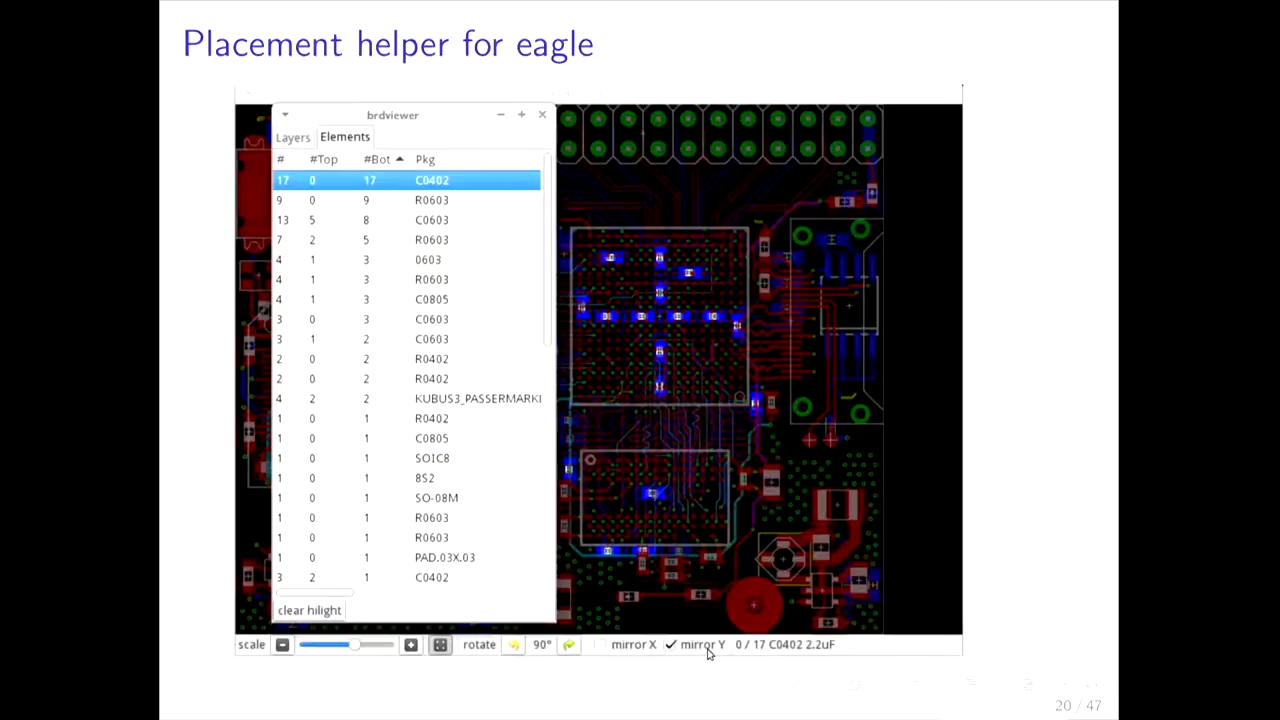 Placement helper for eagle
brdviewer
Layers Elements
# #Top #Bot Pkg
17 0 17 C0402
9 0 9 R0603
13 5 8 C0603
7 2 5 R0603
4 1 3 0603
4 1 3 R0603
4 1 3 C0805
3 0 3 C0603
3 1 2 C0603
2 0 2 R0402
2 0 2 R0402
4 2 2 KUBUS3_PASSERMARKI
1 0 1 R0402
1 0 1 C0805
1 0 1 SOIC8
1 0 1 8S2
1 0 1 SO-08M
1 0 1 R0603
1 0 1 R0603
1 0 1 PAD.03X.03
3 2 1 C0402
clear hilight
scale rotate 90° mirror X mirror Y 0 / 17 C0402 2.2uF
20 / 47